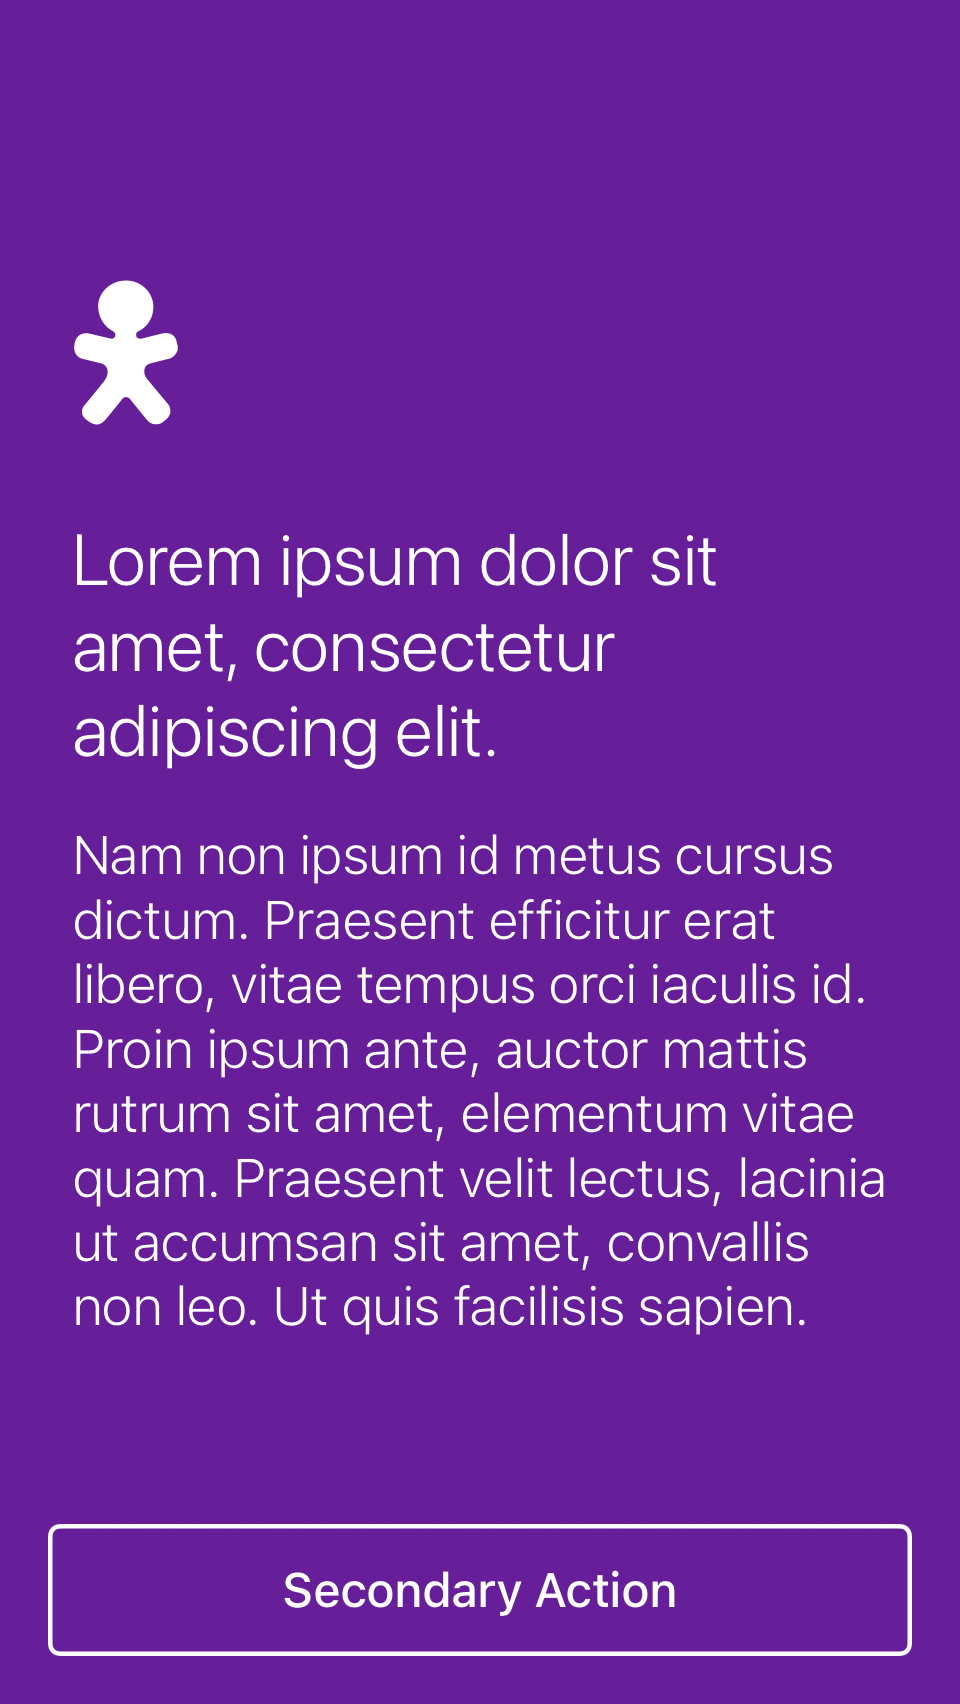 Lorem ipsum dolor sit
amet, consectetur
adipiscing elit.
Nam non ipsum id metus cursus
dictum. Praesent efficitur erat
libero, vitae tempus orci iaculis id.
Proin ipsum ante, auctor mattis
rutrum sit amet, elementum vitae
quam. Praesent velit lectus, lacinia
ut accumsan sit amet, convallis
non leo. Ut quis facilisis sapien.
Secondary Action